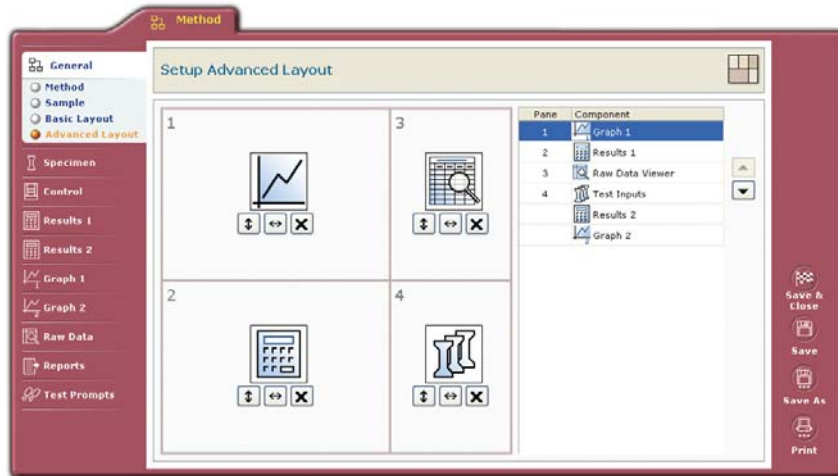 Method
General
Method
Sample
Basic Layout
Advanced Layout
Specimen
Control
Results 1
Results 2
Graph 1
Graph 2
Raw Data
Reports
Test Prompts
Setup Advanced Layout
1
3
2
4
Pane Component
1 Graph 1
2 Results 1
3 Raw Data Viewer
4 Test Inputs
Results 2
Graph 2
Save &
Close
Save
Save As
Print